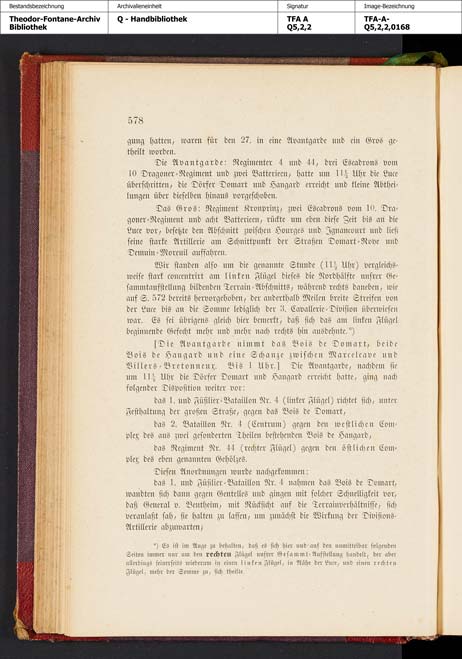 Bestandsbezeichnung
Archivalieneinheit
Signatur
Image-Bezeichnung
Theodor-Fontane-Archiv
Bibliothek
Q - Handbibliothek
TFA A
Q5,2,2
TFA-A-
Q5,2,2,0168
578
gung hatten, waren für den 27. in eine Avantgarde und ein Gros ge-
theilt worden.
Die Avantgarde: Regimenter 4 und 44, drei Escadrons vom
10 Dragoner-Regiment und zwei Batterieen, hatte um 11½ Uhr die Luce
überschritten, die Dörfer Domart und Hangard erreicht und kleine Abthei-
lungen über dieselben hinaus vorgeschoben.
Das Gros: Regiment Kronprinz, zwei Escadrons vom 10. Dra-
goner-Regiment und acht Batterieen, rückte um eben diese Zeit bis an die
Luce vor, besetzte den Abschnitt zwischen Hourges und Ignaucourt und ließ
seine starke Artillerie am Schnittpunkt der Straßen Domart-Roye und
Demuin-Moreuil auffahren.
Wir standen also um die genannte Stunde (11½ Uhr) vergleichs-
weise stark concentrirt am linken Flügel dieses die Nordhälfte unsrer Ge-
sammtaufstellung bildenden Terrain-Abschnitts, während rechts daneben, wie
auf S. 572 bereits hervorgehoben, der anderthalb Meilen breite Streifen von
der Luce bis an die Somme lediglich der 3. Cavallerie-Division überwiesen
war. Es sei übrigens gleich hier bemerkt, daß sich das am linken Flügel
beginnende Gefecht mehr und mehr nach rechts hin ausdehnte.*)
[Die Avantgarde nimmt das Bois de Domart, beide
Bois de Hangard und eine Schanze zwischen Marcelcave und
Villers-Bretonneux. Bis 1 Uhr.] Die Avantgarde, nachdem sie
um 11½ Uhr die Dörfer Domart und Hangard erreicht hatte, ging nach
folgender Disposition weiter vor:
das 1. und Füsilier-Bataillon Nr. 4 (linker Flügel) richtet sich, unter
Festhaltung der großen Straße, gegen das Bois de Domart,
das 2. Bataillon Nr. 4 (Centrum) gegen den westlichen Com-
plex des aus zwei gesonderten Theilen bestehenden Bois de Hangard,
das Regiment Nr. 44 (rechter Flügel) gegen den östlichen Com-
plex des eben genannten Gehölzes.
Diesen Anordnungen wurde nachgekommen:
das 1. und Füsilier-Bataillon Nr. 4 nahmen das Bois de Domart,
wandten sich dann gegen Gentelles und gingen mit solcher Schnelligkeit vor,
daß General v. Bentheim, mit Rücksicht auf die Terrainverhältnisse, sich
veranlaßt sah, sie halten zu lassen, um zunächst die Wirkung der Divisions-
Artillerie abzuwarten;
*) Es ist im Auge zu behalten, daß es sich hier und auf den unmittelbar folgenden
Seiten immer nur um den rechten Flügel unsrer Gesammt-Aufstellung handelt, der aber
allerdings seinerseits wiederum in einen linken Flügel, in Nähe der Luce, und einen rechten
Flügel, mehr der Somme zu, sich theilte.